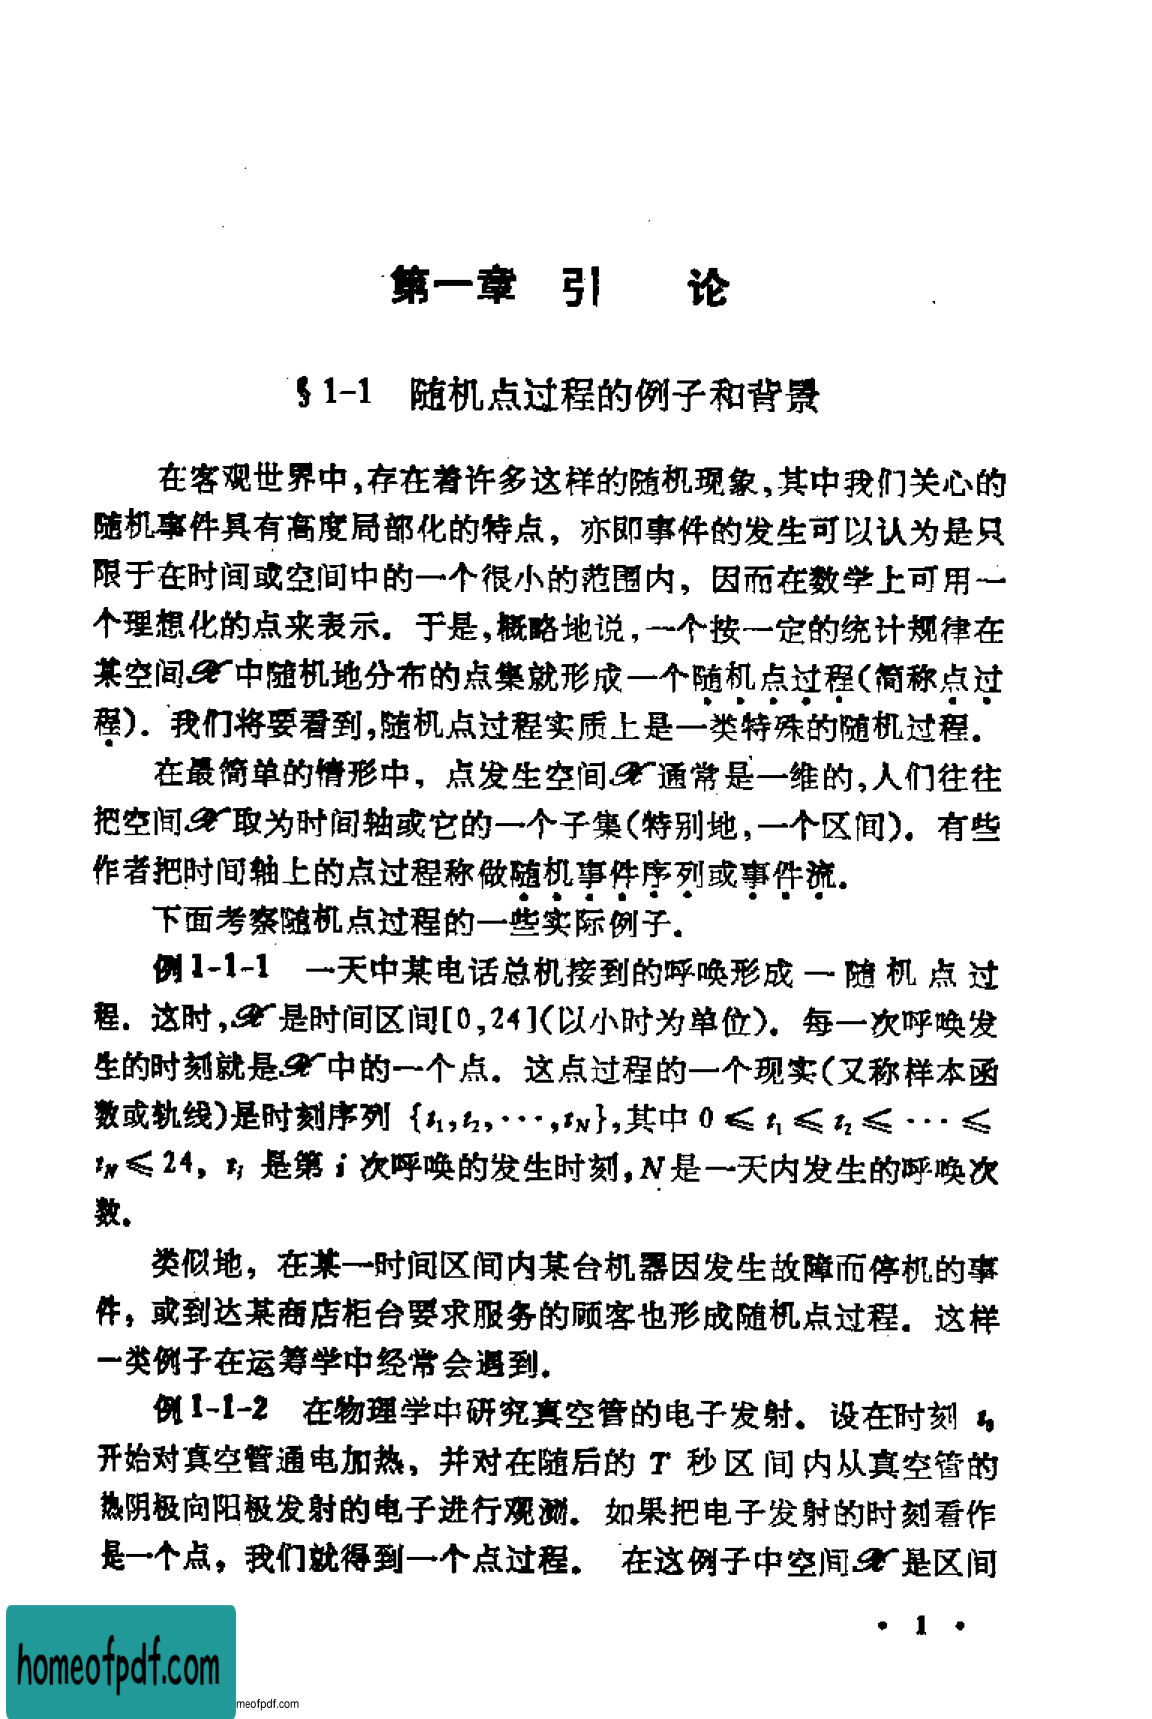 第一章　引　　论
§1-1　随机点过程的例子和背景
在客观世界中,存在着许多这样的随机现象,其中我们关心的
随机事件具有高度局部化的特点，亦即事件的发生可以认为是只
限于在时间或空间中的一个很小的范围内，因而在数学上可用一
个理想化的点来表示．于是,概略地说,一个按一定的统计规律在
某空间𝒳中随机地分布的点集就形成一个随机点过程(简称点过
程)．我们将要看到,随机点过程实质上是一类特殊的随机过程．
在最简单的情形中，点发生空间𝒳通常是一维的,人们往往
把空间𝒳取为时间轴或它的一个子集(特别地,一个区间)．有些
作者把时间轴上的点过程称做随机事件序列或事件流．
下面考察随机点过程的一些实际例子．
例1-1-1　一天中某电话总机接到的呼唤形成一随机点过
程．这时,𝒳是时间区间[0,24](以小时为单位)．每一次呼唤发
生的时刻就是𝒳中的一个点．这点过程的一个现实(又称样本函
数或轨线)是时刻序列 {t₁,t₂,···,t_N},其中 0 ⩽ t₁ ⩽ t₂ ⩽ ··· ⩽
t_N ⩽ 24，t_i 是第 i 次呼唤的发生时刻,N 是一天内发生的呼唤次
数．
类似地，在某一时间区间内某台机器因发生故障而停机的事
件，或到达某商店柜台要求服务的顾客也形成随机点过程．这样
一类例子在运筹学中经常会遇到．
例1-1-2　在物理学中研究真空管的电子发射．设在时刻 t₀
开始对真空管通电加热，并对在随后的 T 秒区间内从真空管的
热阴极向阳极发射的电子进行观测．如果把电子发射的时刻看作
是一个点，我们就得到一个点过程．在这例子中空间𝒳是区间
• 1 •
homeofpdf.com
meofpdf.com